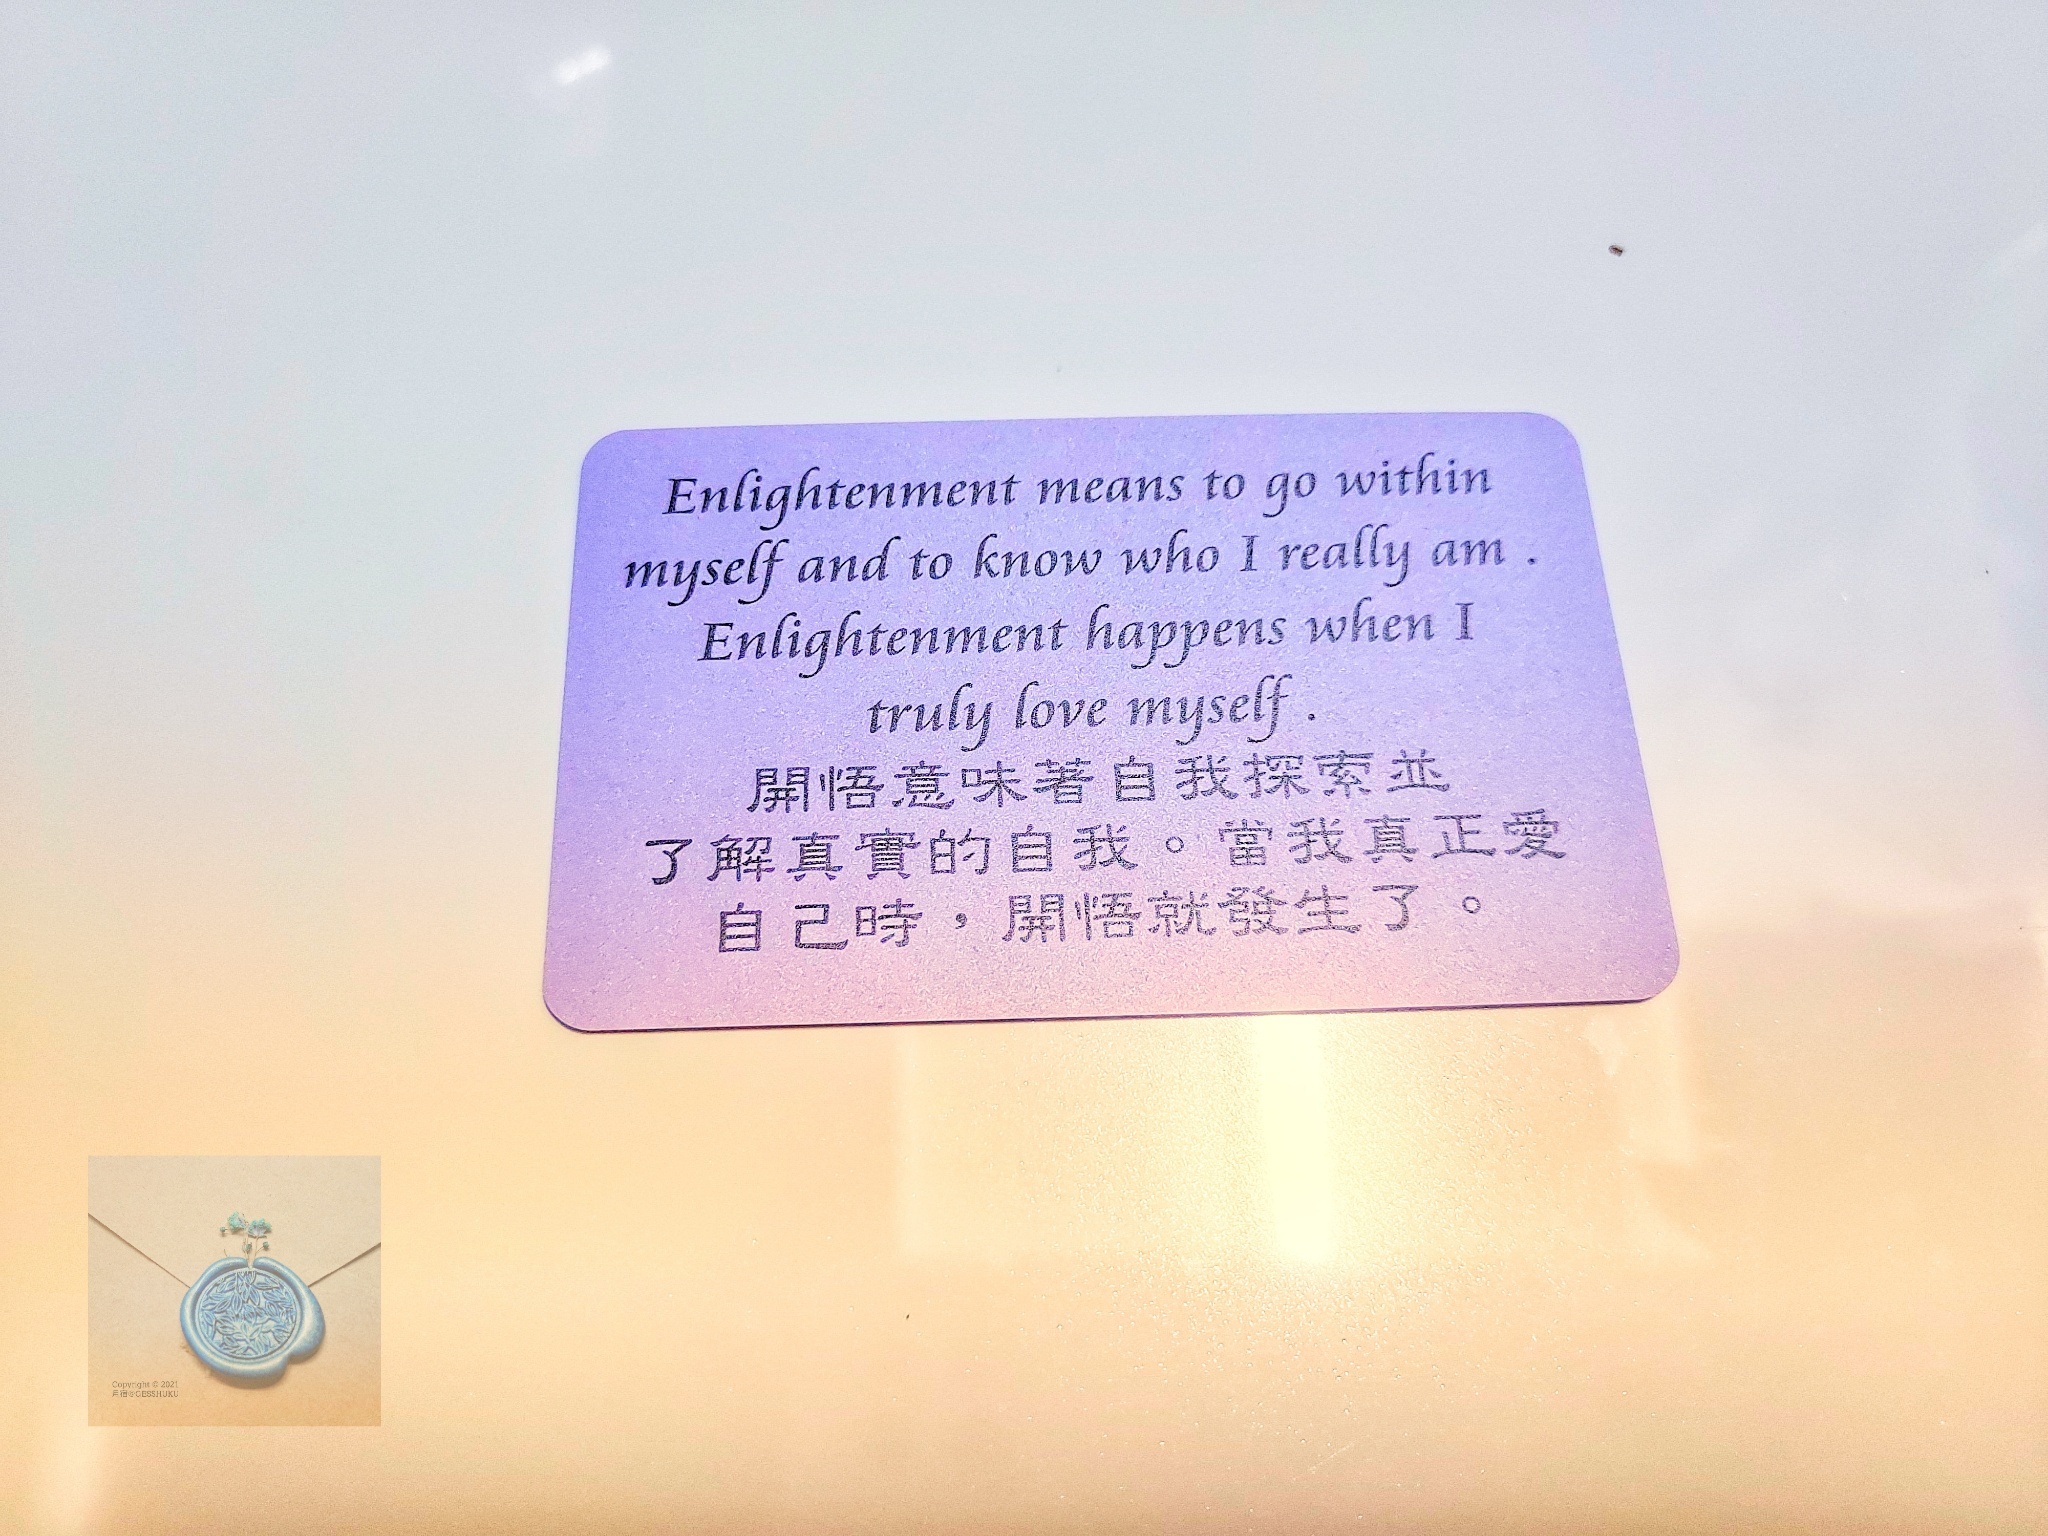 Enlightenment means to go within
myself and to know who I really am .
Enlightenment happens when I
truly love myself .
開悟意味著自我探索並
了解真實的自我。當我真正愛
自己時，開悟就發生了。
Copyright © 2021
@GESSHUKU